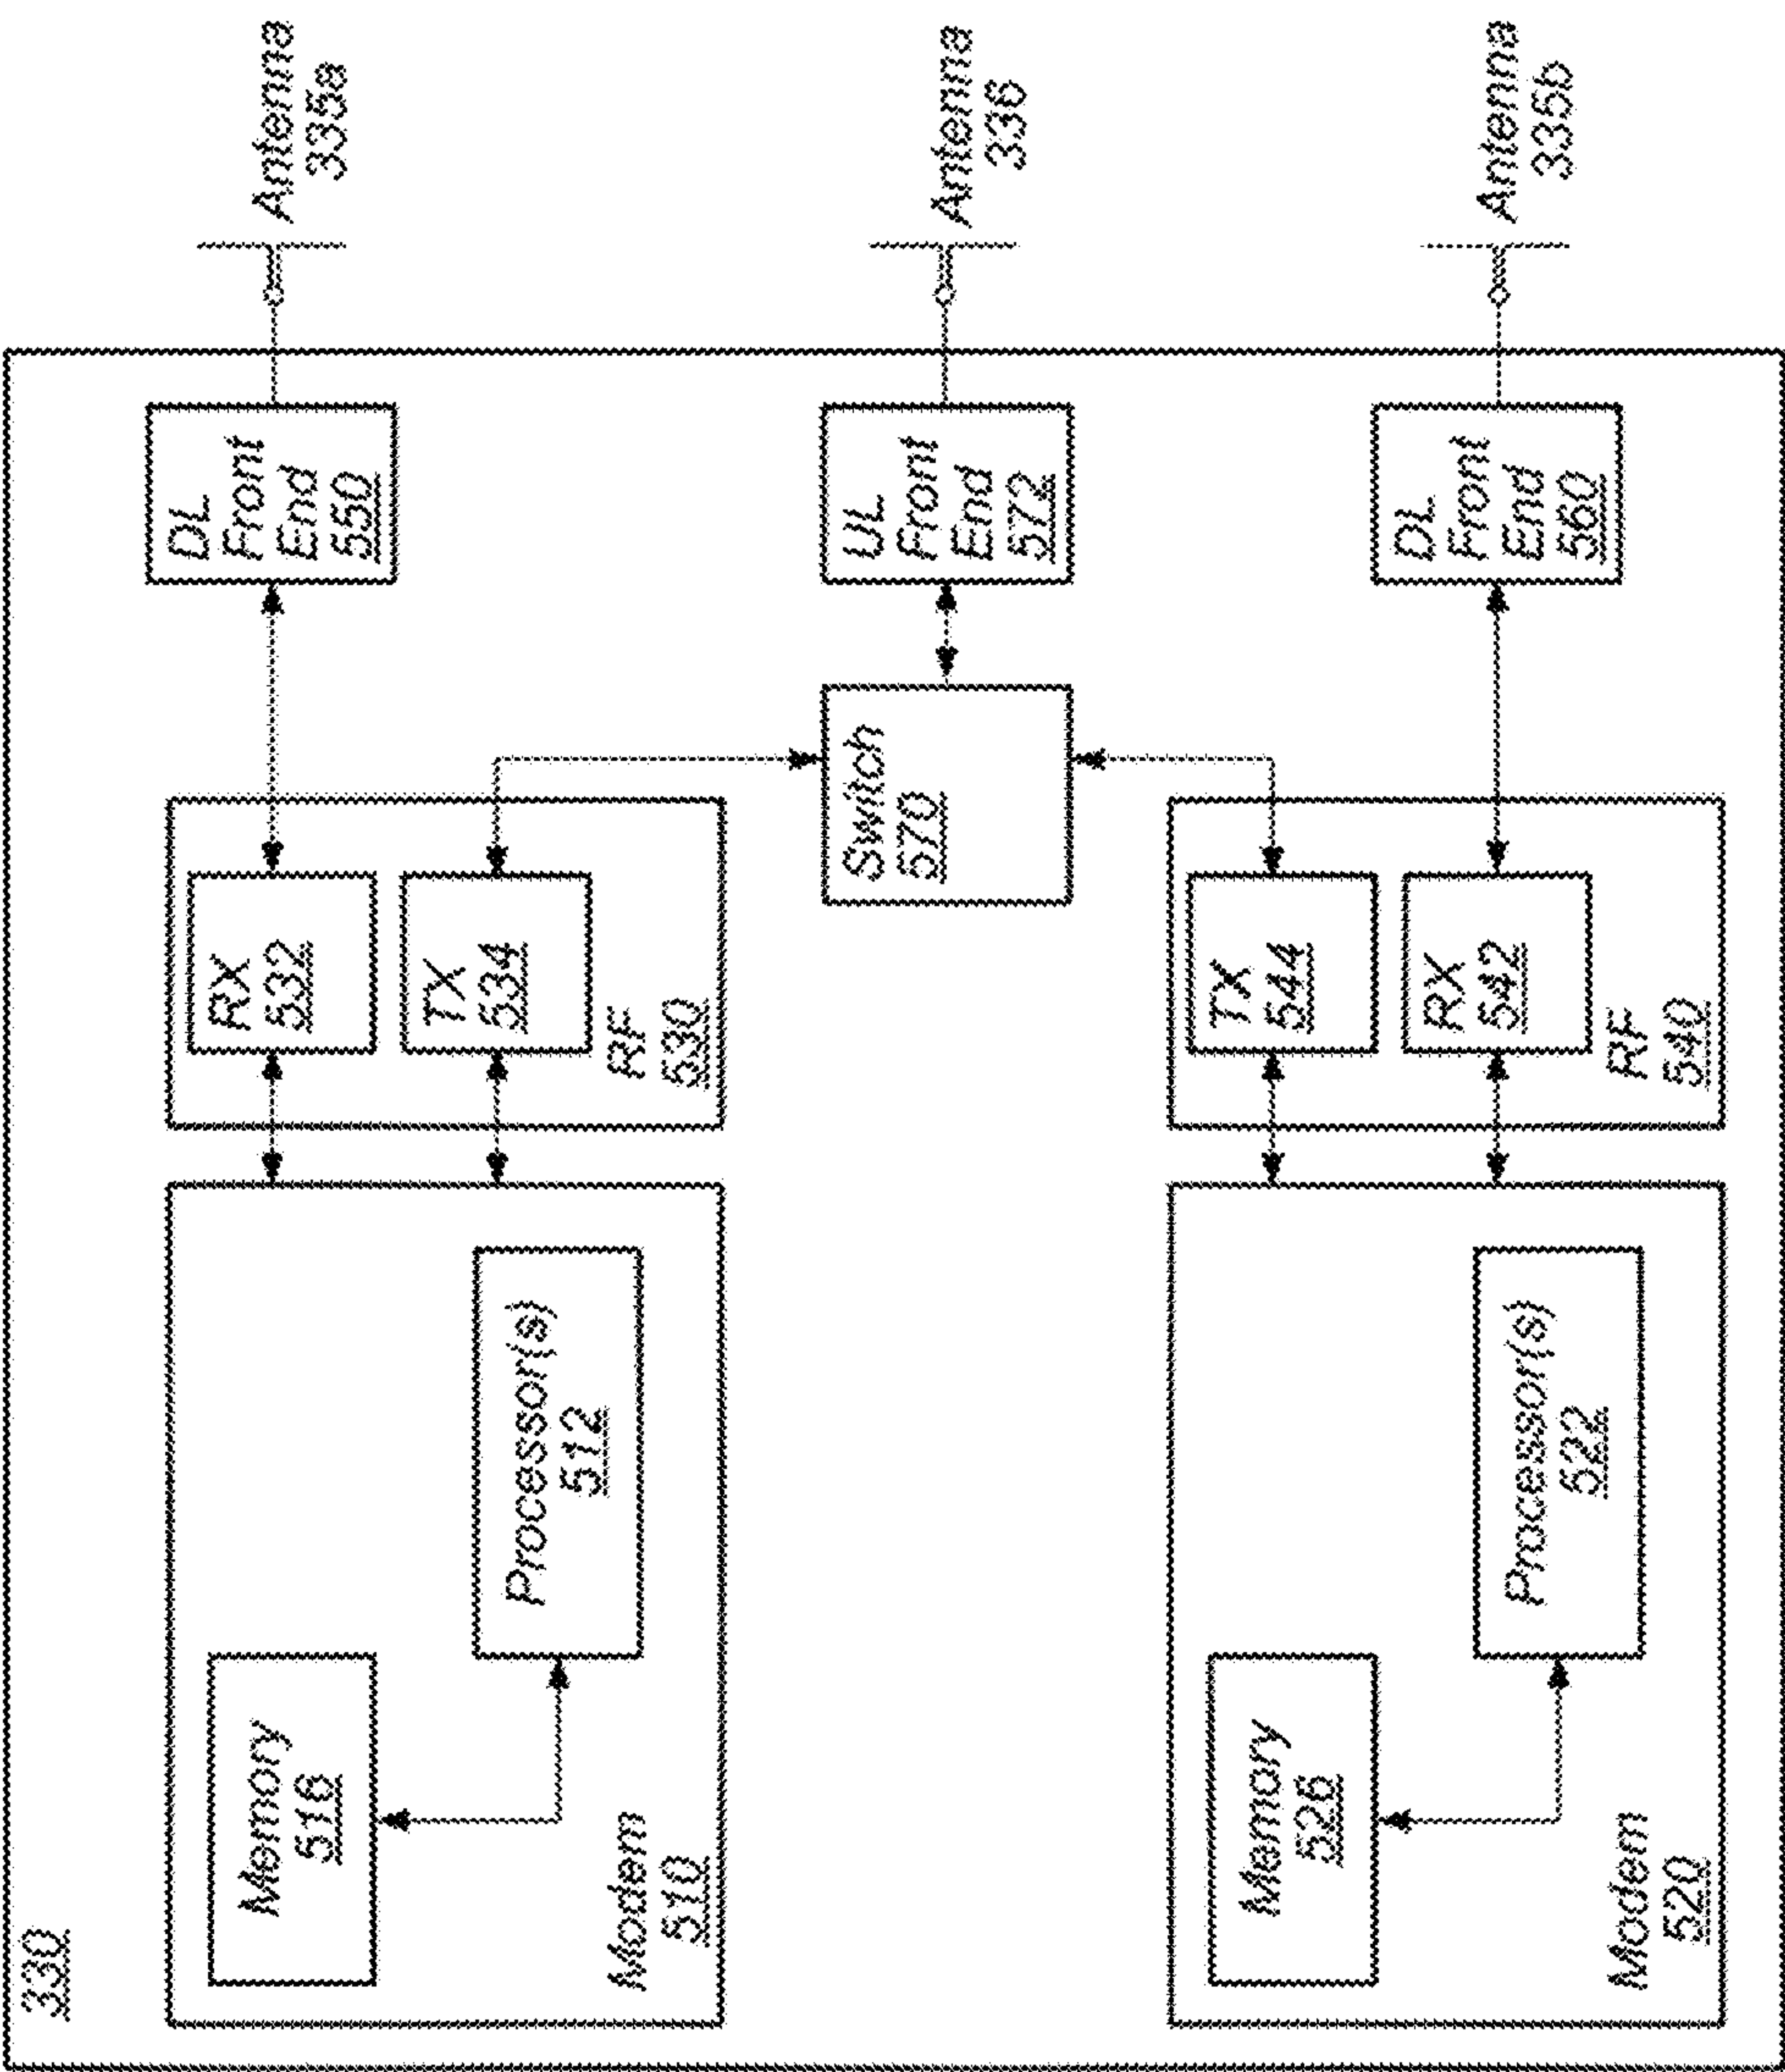 330
Memory
516
Processor(s)
512
Modem
510
RX
532
TX
534
RF
530
DL
Front
End
550
Antenna
335a
Switch
570
UL
Front
End
572
Antenna
336
Memory
526
Processor(s)
522
Modem
520
TX
544
RX
542
RF
540
DL
Front
End
560
Antenna
335b